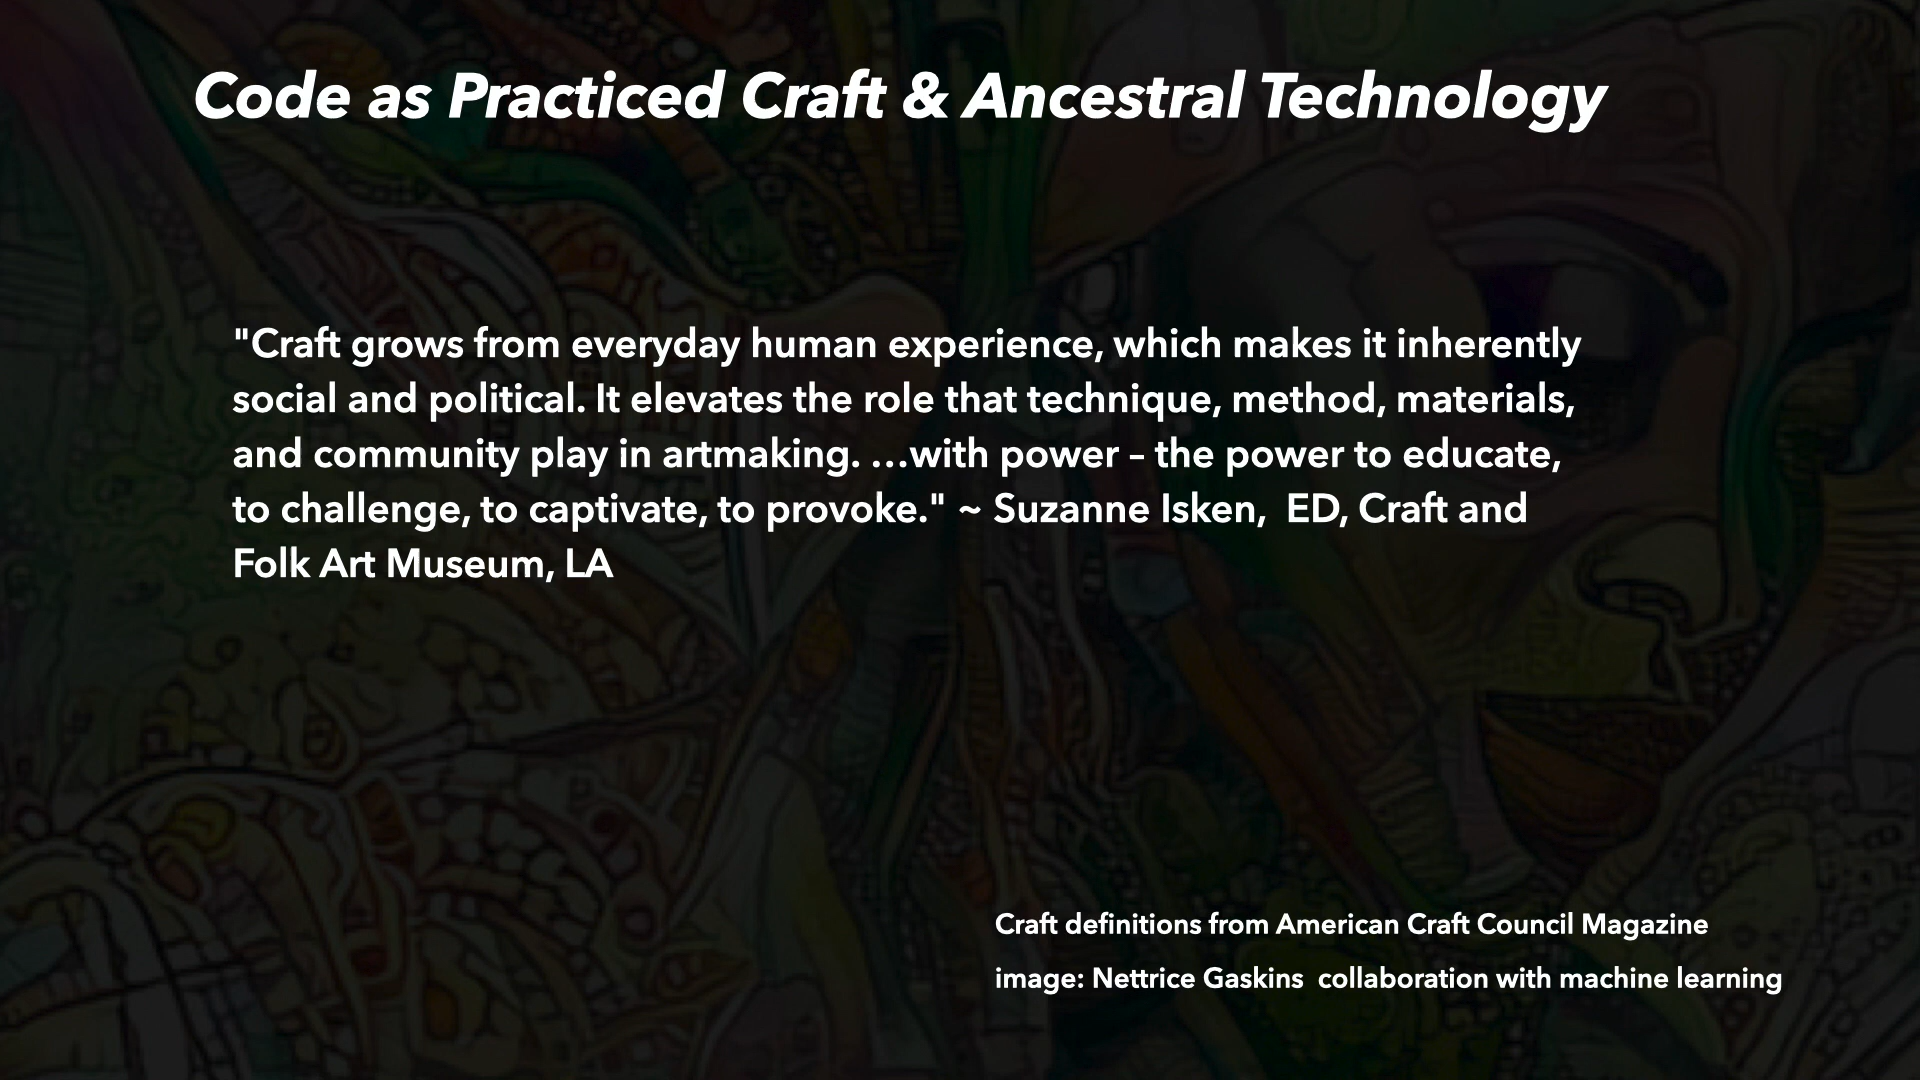 Code as Practiced Craft & Ancestral Technology
"Craft grows from everyday human experience, which makes it inherently
social and political. It elevates the role that technique, method, materials,
and community play in artmaking. …with power – the power to educate,
to challenge, to captivate, to provoke." ~ Suzanne Isken,  ED, Craft and
Folk Art Museum, LA
Craft definitions from American Craft Council Magazine
image: Nettrice Gaskins  collaboration with machine learning